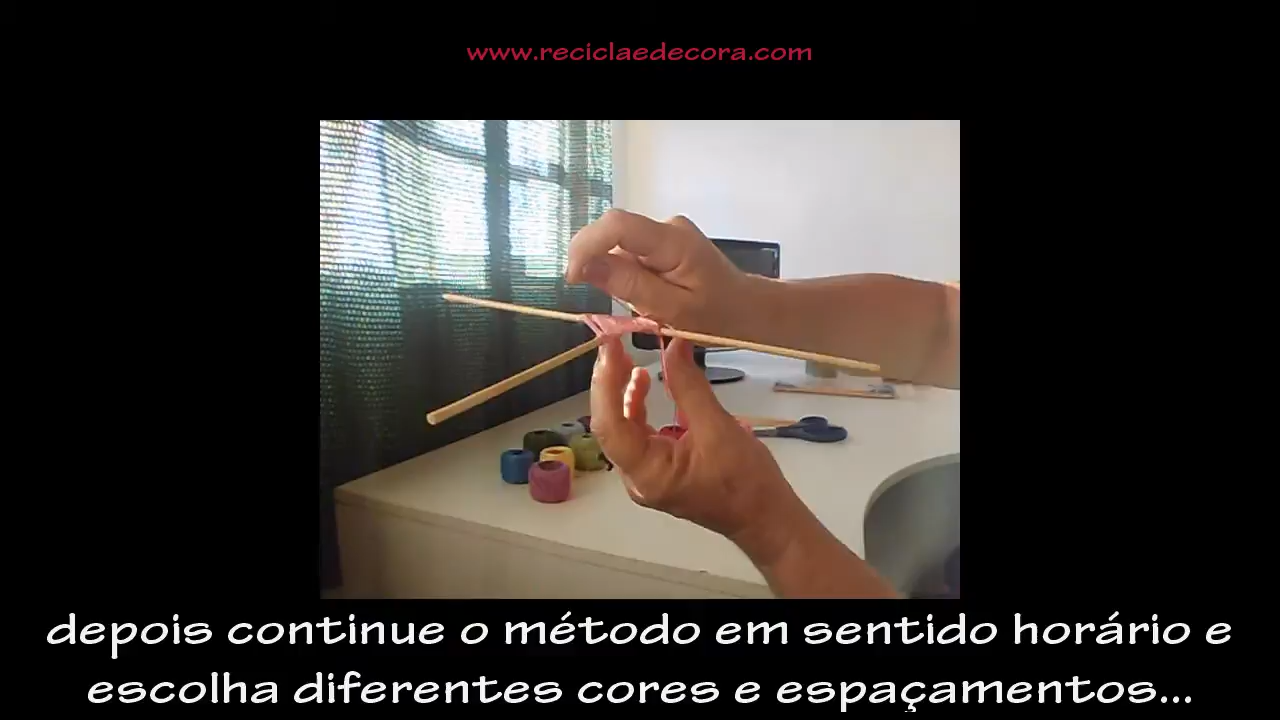 www.reciclaedecora.com
depois continue o método em sentido horário e
escolha diferentes cores e espaçamentos...